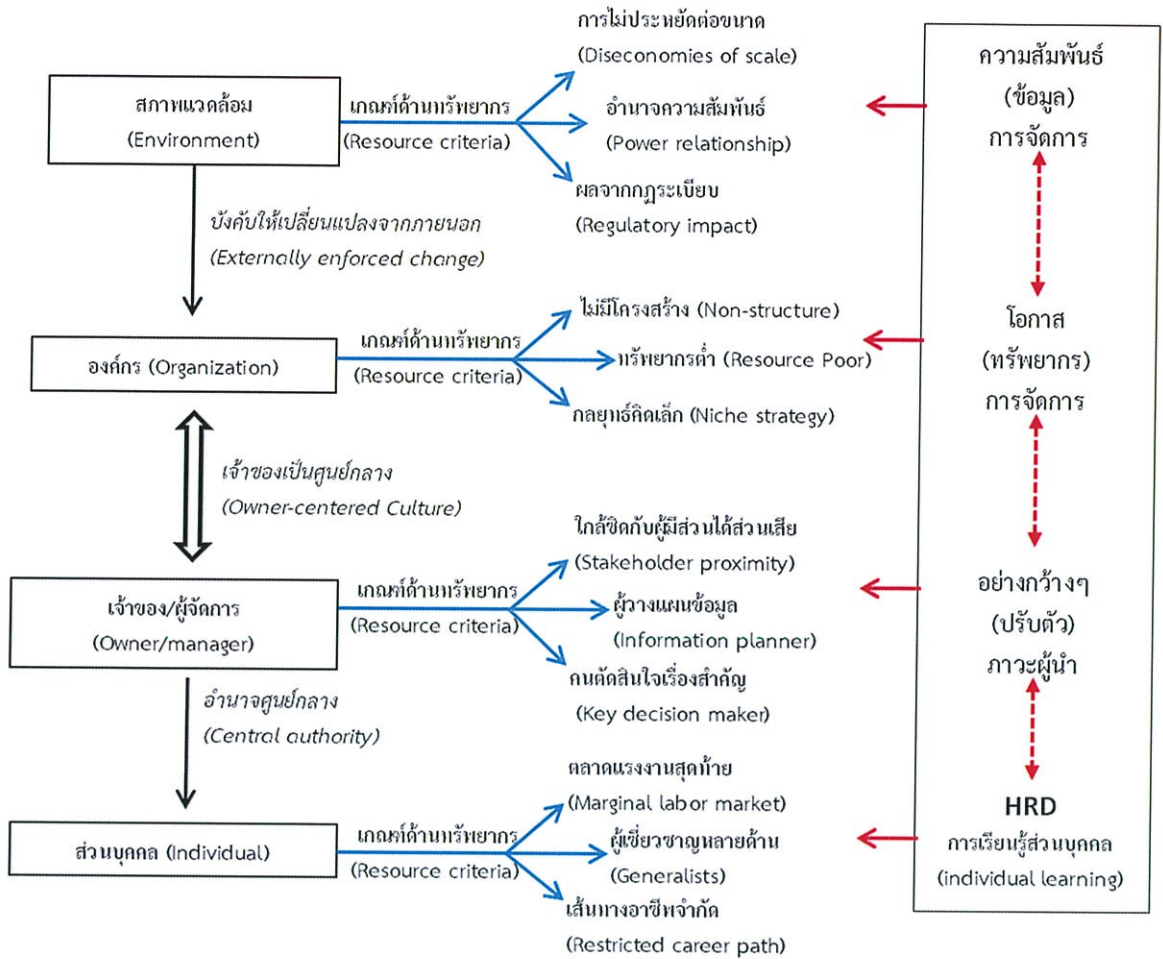 สภาพแวดล้อม
(Environment)
เกณฑ์ด้านทรัพยากร
(Resource criteria)
การไม่ประหยัดต่อขนาด
(Diseconomies of scale)
อำนาจความสัมพันธ์
(Power relationship)
ผลจากกฎระเบียบ
(Regulatory impact)
บังคับให้เปลี่ยนแปลงจากภายนอก
(Externally enforced change)
องค์กร (Organization)
เกณฑ์ด้านทรัพยากร
(Resource criteria)
ไม่มีโครงสร้าง (Non-structure)
ทรัพยากรต่ำ (Resource Poor)
กลยุทธ์คิดเล็ก (Niche strategy)
เจ้าของเป็นศูนย์กลาง
(Owner-centered Culture)
เจ้าของ/ผู้จัดการ
(Owner/manager)
เกณฑ์ด้านทรัพยากร
(Resource criteria)
ใกล้ชิดกับผู้มีส่วนได้ส่วนเสีย
(Stakeholder proximity)
ผู้วางแผนข้อมูล
(Information planner)
คนตัดสินใจเรื่องสำคัญ
(Key decision maker)
อำนาจศูนย์กลาง
(Central authority)
ส่วนบุคคล (Individual)
เกณฑ์ด้านทรัพยากร
(Resource criteria)
ตลาดแรงงานสุดท้าย
(Marginal labor market)
ผู้เชี่ยวชาญหลายด้าน
(Generalists)
เส้นทางอาชีพจำกัด
(Restricted career path)
ความสัมพันธ์
(ข้อมูล)
การจัดการ
โอกาส
(ทรัพยากร)
การจัดการ
อย่างกว้างๆ
(ปรับตัว)
ภาวะผู้นำ
HRD
การเรียนรู้ส่วนบุคคล
(individual learning)